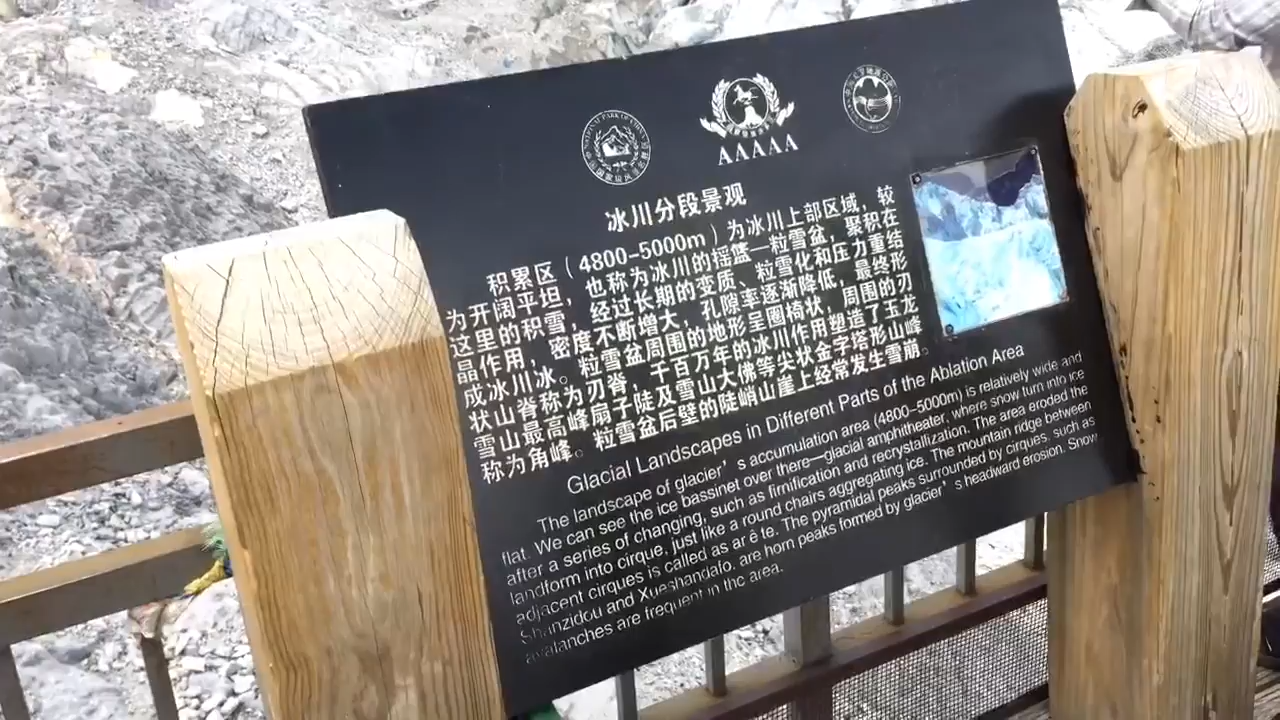 AAAAA
冰川分段景观
积累区（4800-5000m）为冰川上部区域，较
为开阔平坦，也称为冰川的摇篮—粒雪盆，聚积在
这里的积雪，经过长期的变质、粒雪化和压力重结
晶作用，密度不断增大，孔隙率逐渐降低，最终形
成冰川冰。粒雪盆周围的地形呈圈椅状，周围的刃
状山脊称为刃脊，千百万年的冰川作用塑造了玉龙
雪山最高峰扇子陡及雪山大佛等尖状金字塔形山峰
称为角峰。粒雪盆后壁的陡峭山崖上经常发生雪崩。
Glacial Landscapes in Different Parts of the Ablation Area
The landscape of glacier's accumulation area (4800-5000m) is relatively wide and
flat. We can see the ice bassinet over there—glacial amphitheater, where snow turn into ice
after a series of changing, such as firnification and recrystallization. The area eroded the
landform into cirque, just like a round chairs aggregating ice. The mountain ridge between
adjacent cirques is called as ar ê te. The pyramidal peaks surrounded by cirques, such as
Shanzidou and Xueshandafo, are horn peaks formed by glacier's headward erosion. Snow
avalanches are frequent in the area.